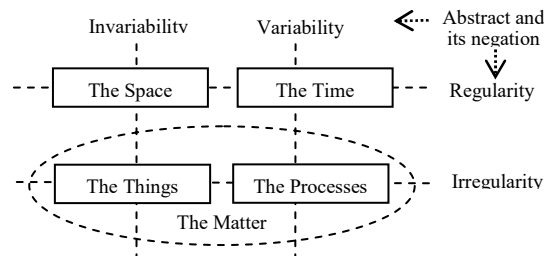 Invariability
Variability
Abstract and
its negation
The Space
The Time
Regularity
The Things
The Processes
Irregularity
The Matter